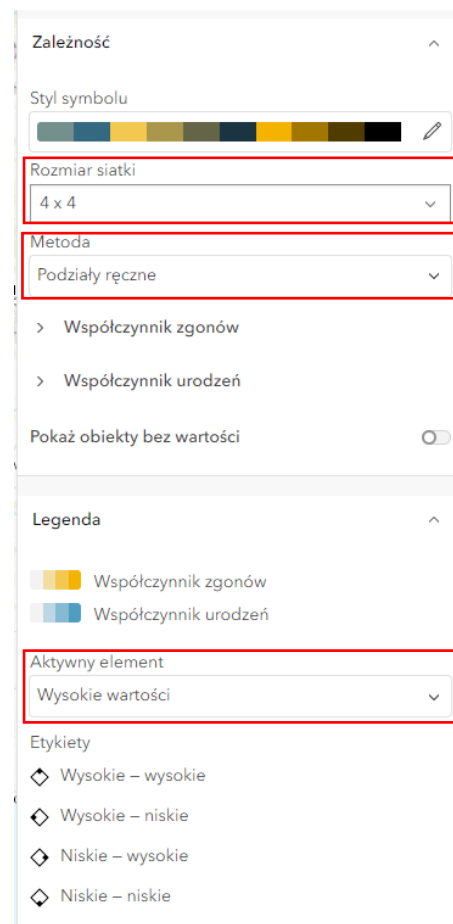 Zależność
Styl symbolu
Rozmiar siatki
4 x 4
Metoda
Podziały ręczne
Współczynnik zgonów
Współczynnik urodzeń
Pokaż obiekty bez wartości
Legenda
Współczynnik zgonów
Współczynnik urodzeń
Aktywny element
Wysokie wartości
Etykiety
Wysokie – wysokie
Wysokie – niskie
Niskie – wysokie
Niskie – niskie